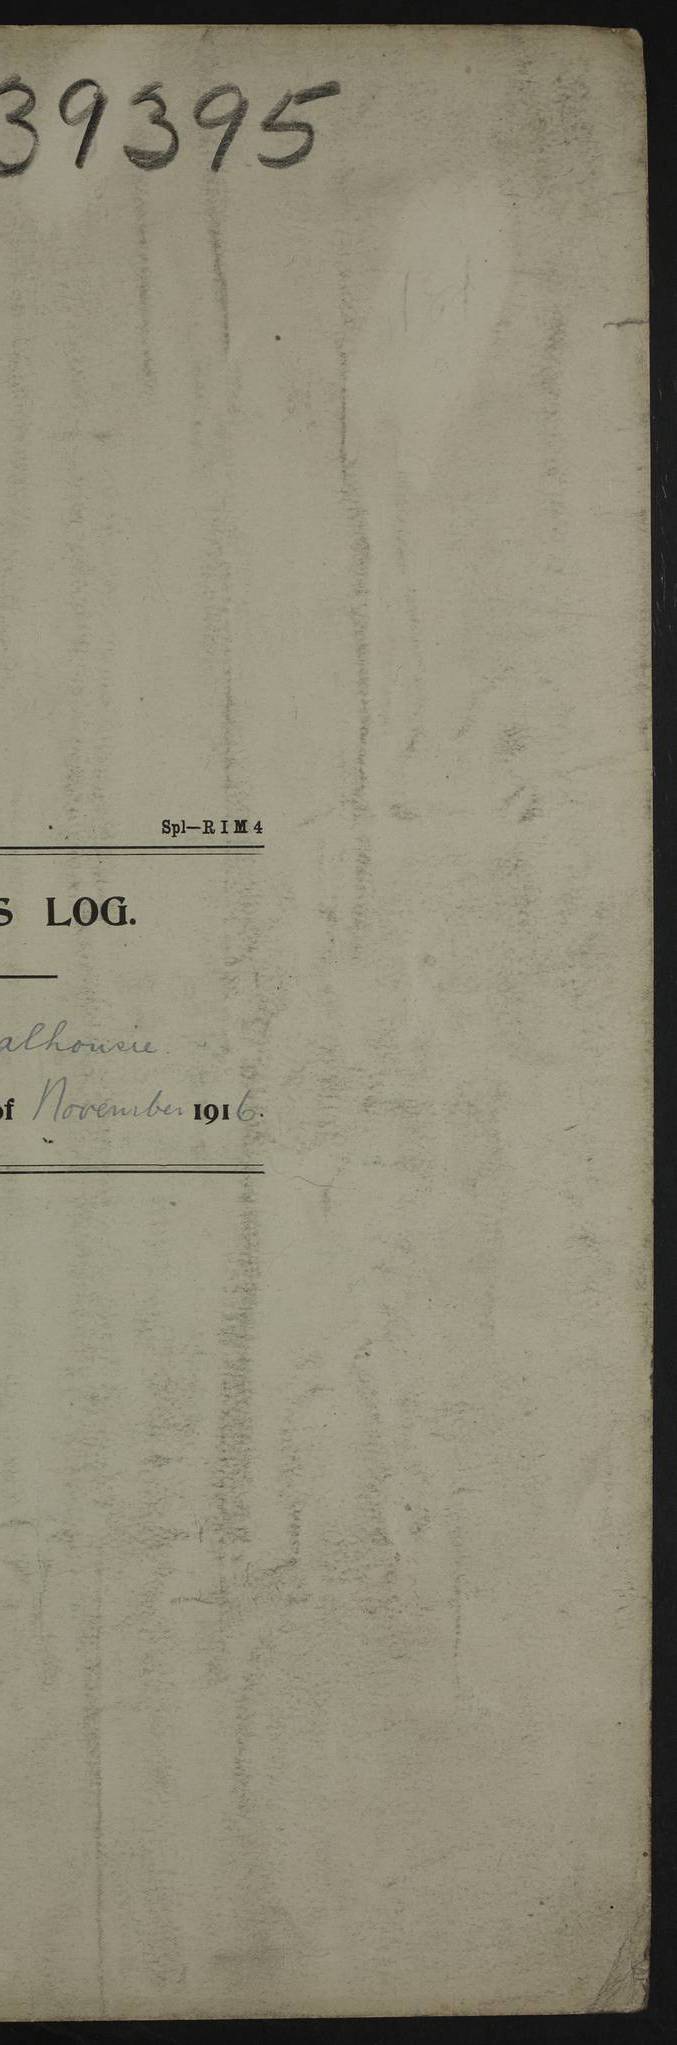 39395
Spl—R I M 4
S LOG.
alhousie
of November 1916.